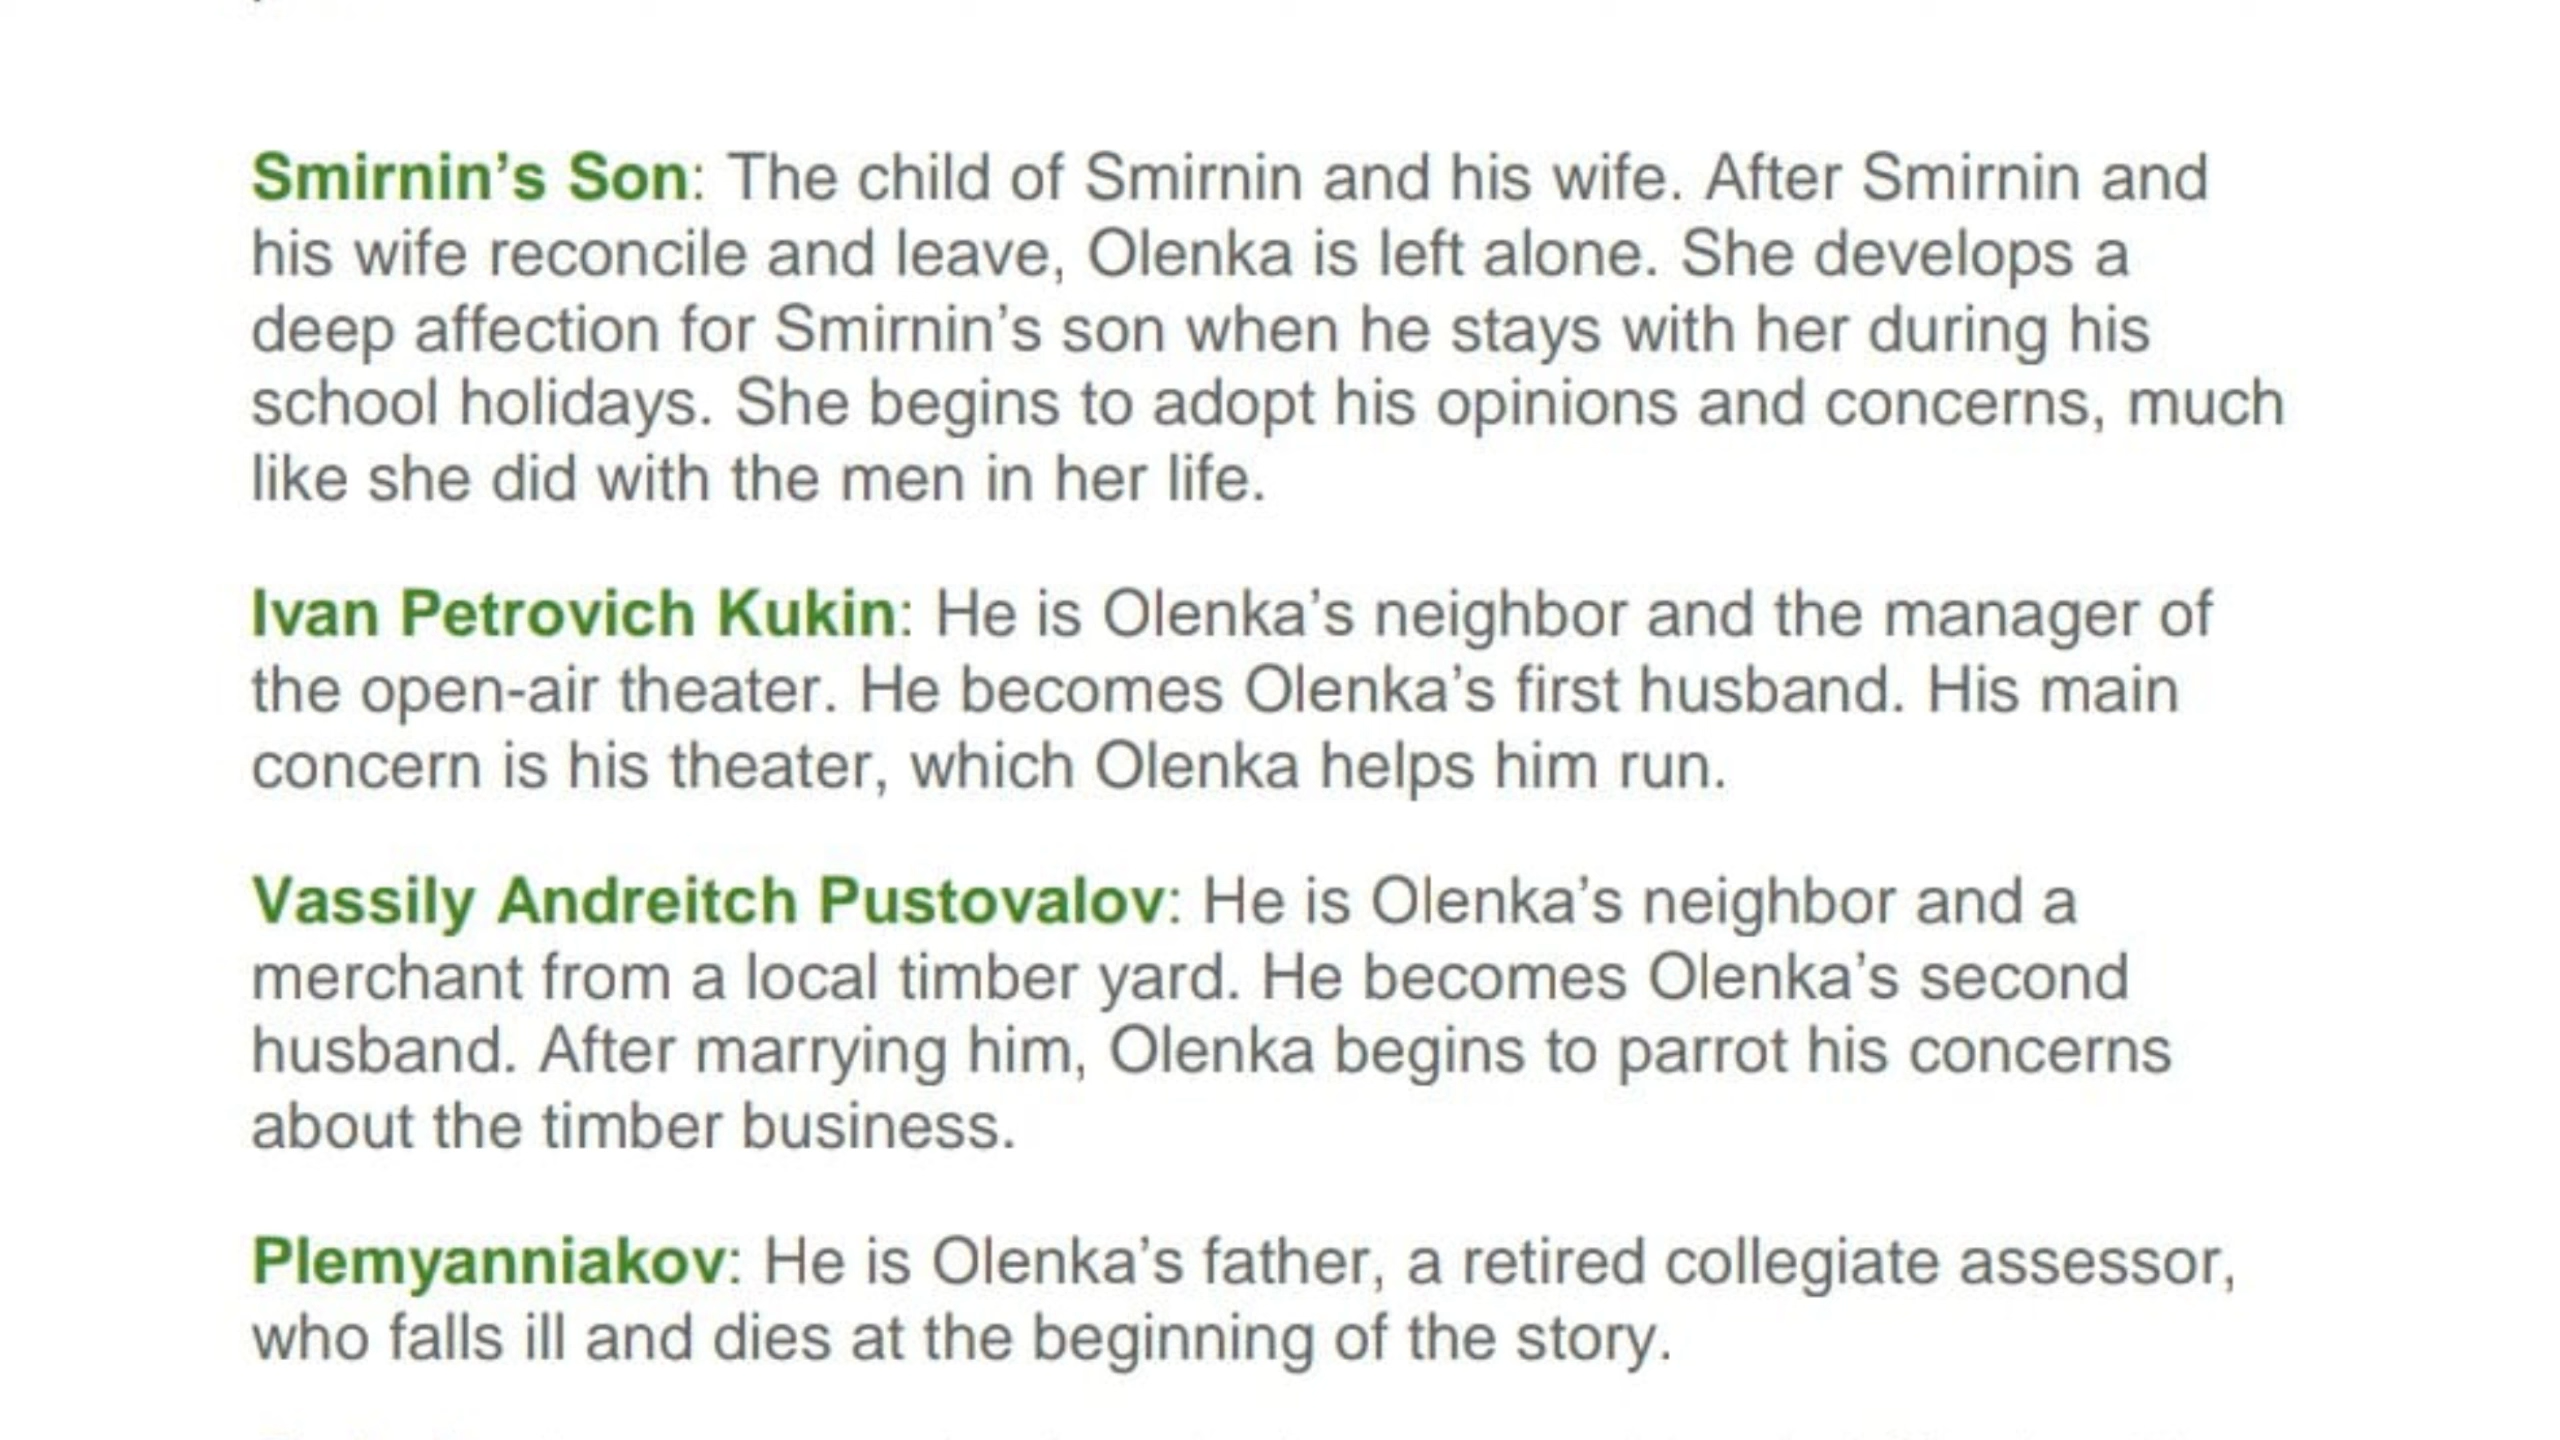 Smirnin’s Son: The child of Smirnin and his wife. After Smirnin and
his wife reconcile and leave, Olenka is left alone. She develops a
deep affection for Smirnin’s son when he stays with her during his
school holidays. She begins to adopt his opinions and concerns, much
like she did with the men in her life.
Ivan Petrovich Kukin: He is Olenka’s neighbor and the manager of
the open-air theater. He becomes Olenka’s first husband. His main
concern is his theater, which Olenka helps him run.
Vassily Andreitch Pustovalov: He is Olenka’s neighbor and a
merchant from a local timber yard. He becomes Olenka’s second
husband. After marrying him, Olenka begins to parrot his concerns
about the timber business.
Plemyanniakov: He is Olenka’s father, a retired collegiate assessor,
who falls ill and dies at the beginning of the story.